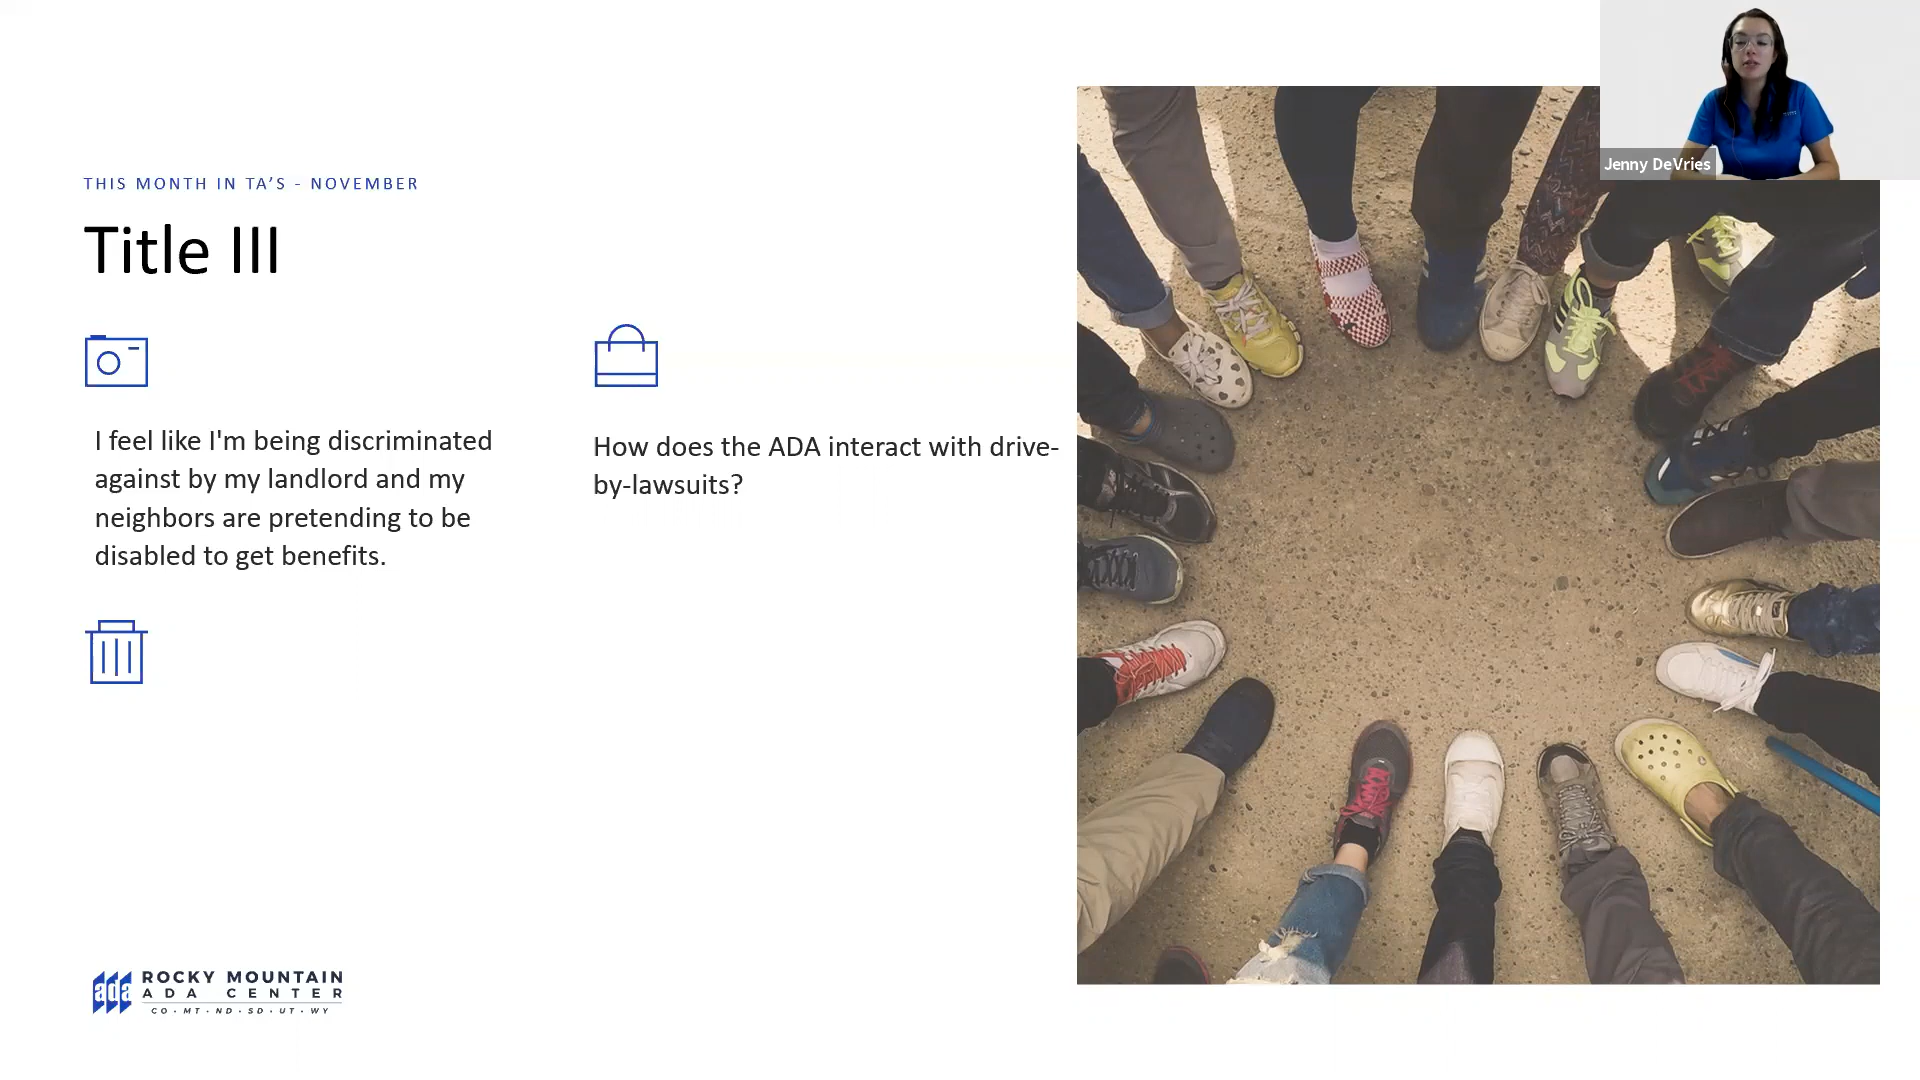 Jenny DeVries
THIS MONTH IN TA’S - NOVEMBER
Title III
I feel like I'm being discriminated
against by my landlord and my
neighbors are pretending to be
disabled to get benefits.
How does the ADA interact with drive-
by-lawsuits?
ada
ROCKY MOUNTAIN
ADA CENTER
CO · MT · ND · SD · UT · WY